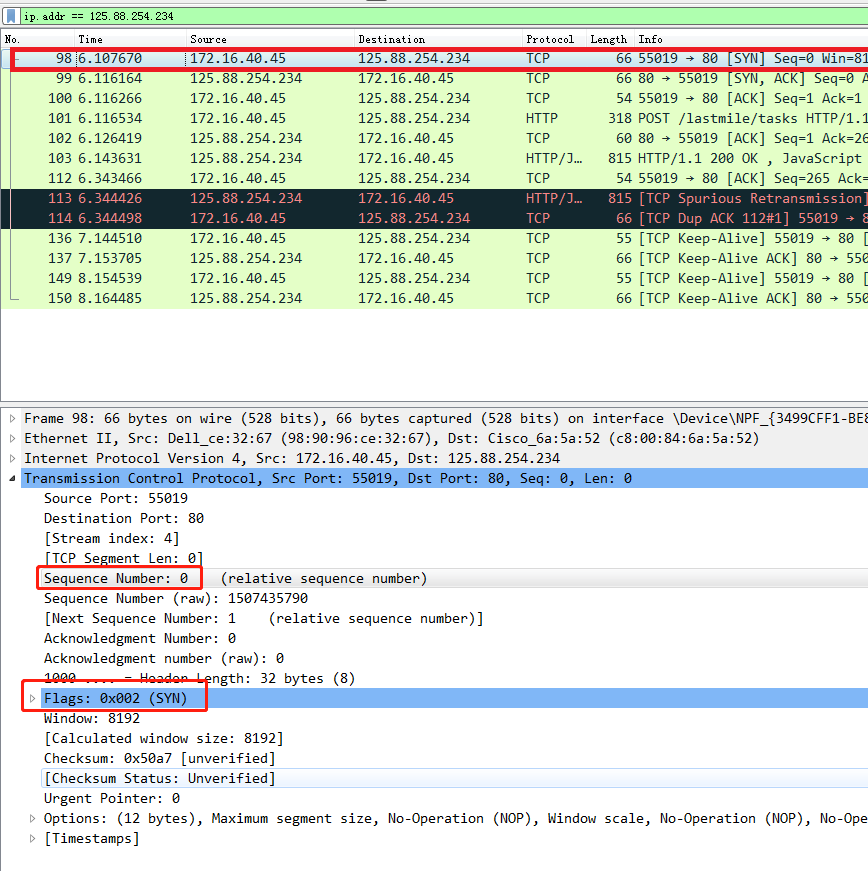 ip.addr == 125.88.254.234
No. Time Source Destination Protocol Length Info
98 6.107670 172.16.40.45 125.88.254.234 TCP 66 55019 → 80 [SYN] Seq=0 Win=81
99 6.116164 125.88.254.234 172.16.40.45 TCP 66 80 → 55019 [SYN, ACK] Seq=0 A
100 6.116266 172.16.40.45 125.88.254.234 TCP 54 55019 → 80 [ACK] Seq=1 Ack=1
101 6.116534 172.16.40.45 125.88.254.234 HTTP 318 POST /lastmile/tasks HTTP/1.1
102 6.126419 125.88.254.234 172.16.40.45 TCP 60 80 → 55019 [ACK] Seq=1 Ack=26
103 6.143631 125.88.254.234 172.16.40.45 HTTP/J… 815 HTTP/1.1 200 OK , JavaScript
112 6.343466 172.16.40.45 125.88.254.234 TCP 54 55019 → 80 [ACK] Seq=265 Ack=
113 6.344426 125.88.254.234 172.16.40.45 HTTP/J… 815 [TCP Spurious Retransmission]
114 6.344498 172.16.40.45 125.88.254.234 TCP 66 [TCP Dup ACK 112#1] 55019 → 8
136 7.144510 172.16.40.45 125.88.254.234 TCP 55 [TCP Keep-Alive] 55019 → 80 [
137 7.153705 125.88.254.234 172.16.40.45 TCP 66 [TCP Keep-Alive ACK] 80 → 550
149 8.154539 172.16.40.45 125.88.254.234 TCP 55 [TCP Keep-Alive] 55019 → 80 [
150 8.164485 125.88.254.234 172.16.40.45 TCP 66 [TCP Keep-Alive ACK] 80 → 550
Frame 98: 66 bytes on wire (528 bits), 66 bytes captured (528 bits) on interface \Device\NPF_{3499CFF1-BE8
Ethernet II, Src: Dell_ce:32:67 (98:90:96:ce:32:67), Dst: Cisco_6a:5a:52 (c8:00:84:6a:5a:52)
Internet Protocol Version 4, Src: 172.16.40.45, Dst: 125.88.254.234
Transmission Control Protocol, Src Port: 55019, Dst Port: 80, Seq: 0, Len: 0
Source Port: 55019
Destination Port: 80
[Stream index: 4]
[TCP Segment Len: 0]
Sequence Number: 0 (relative sequence number)
Sequence Number (raw): 1507435790
[Next Sequence Number: 1 (relative sequence number)]
Acknowledgment Number: 0
Acknowledgment number (raw): 0
1000 .... = Header Length: 32 bytes (8)
Flags: 0x002 (SYN)
Window: 8192
[Calculated window size: 8192]
Checksum: 0x50a7 [unverified]
[Checksum Status: Unverified]
Urgent Pointer: 0
Options: (12 bytes), Maximum segment size, No-Operation (NOP), Window scale, No-Operation (NOP), No-Ope
[Timestamps]